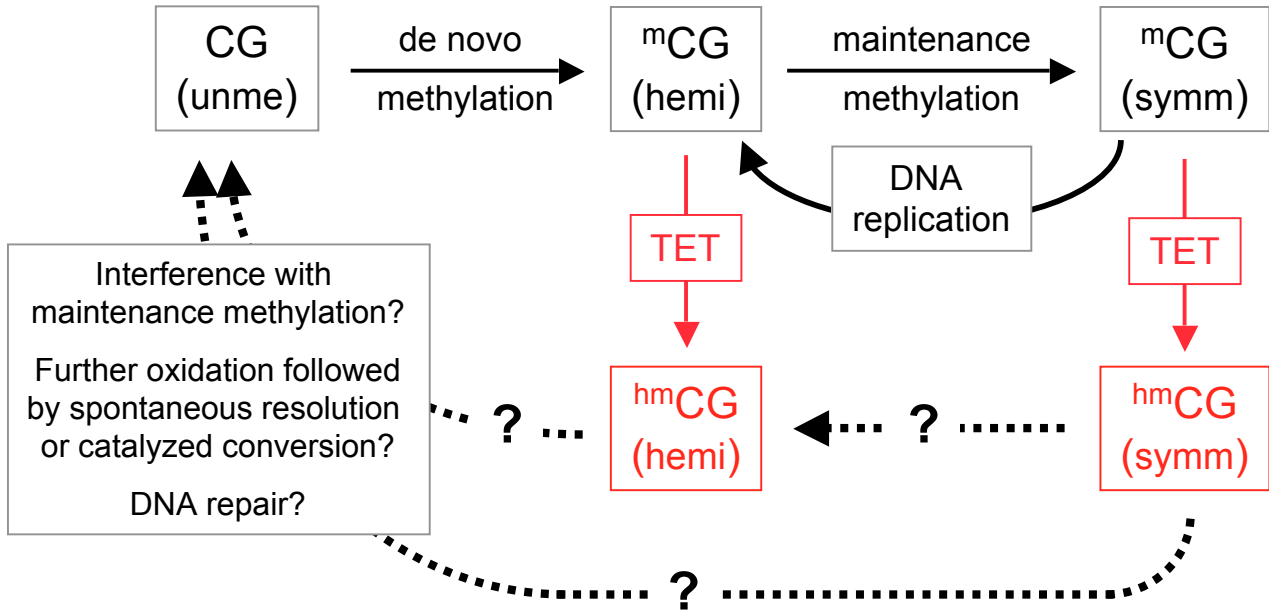 CG
(unme)
de novo
methylation
mCG
(hemi)
maintenance
methylation
mCG
(symm)
DNA
replication
TET
TET
Interference with
maintenance methylation?
Further oxidation followed
by spontaneous resolution
or catalyzed conversion?
DNA repair?
?
hmCG
(hemi)
?
hmCG
(symm)
?